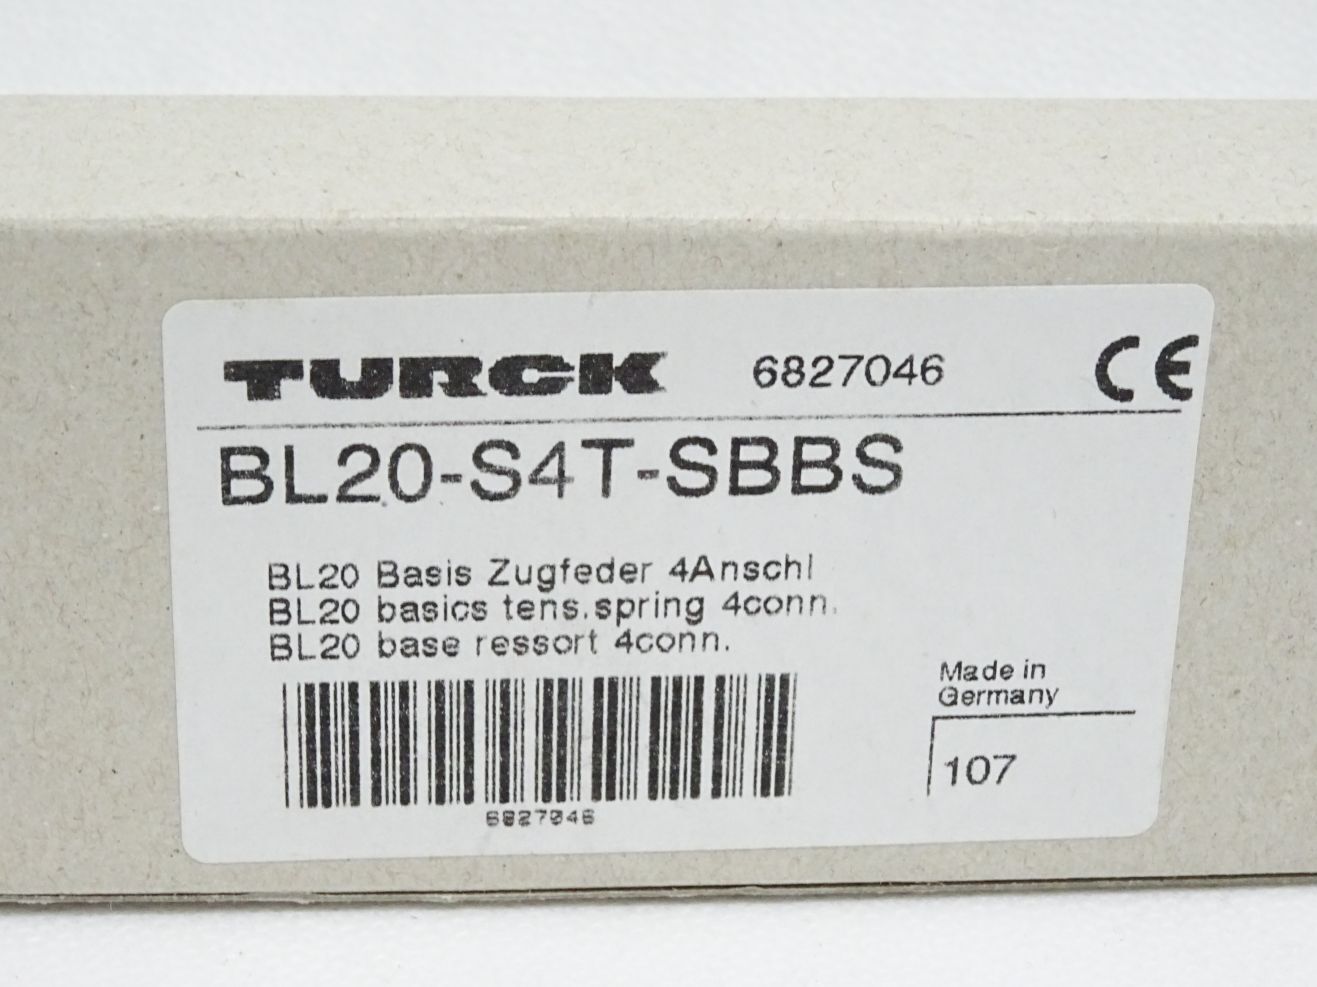 TURCK 6827046 CE
BL20-S4T-SBBS
BL20 Basis Zugfeder 4Anschl
BL20 basics tens.spring 4conn.
BL20 base ressort 4conn.
6827046
Made in
Germany
107